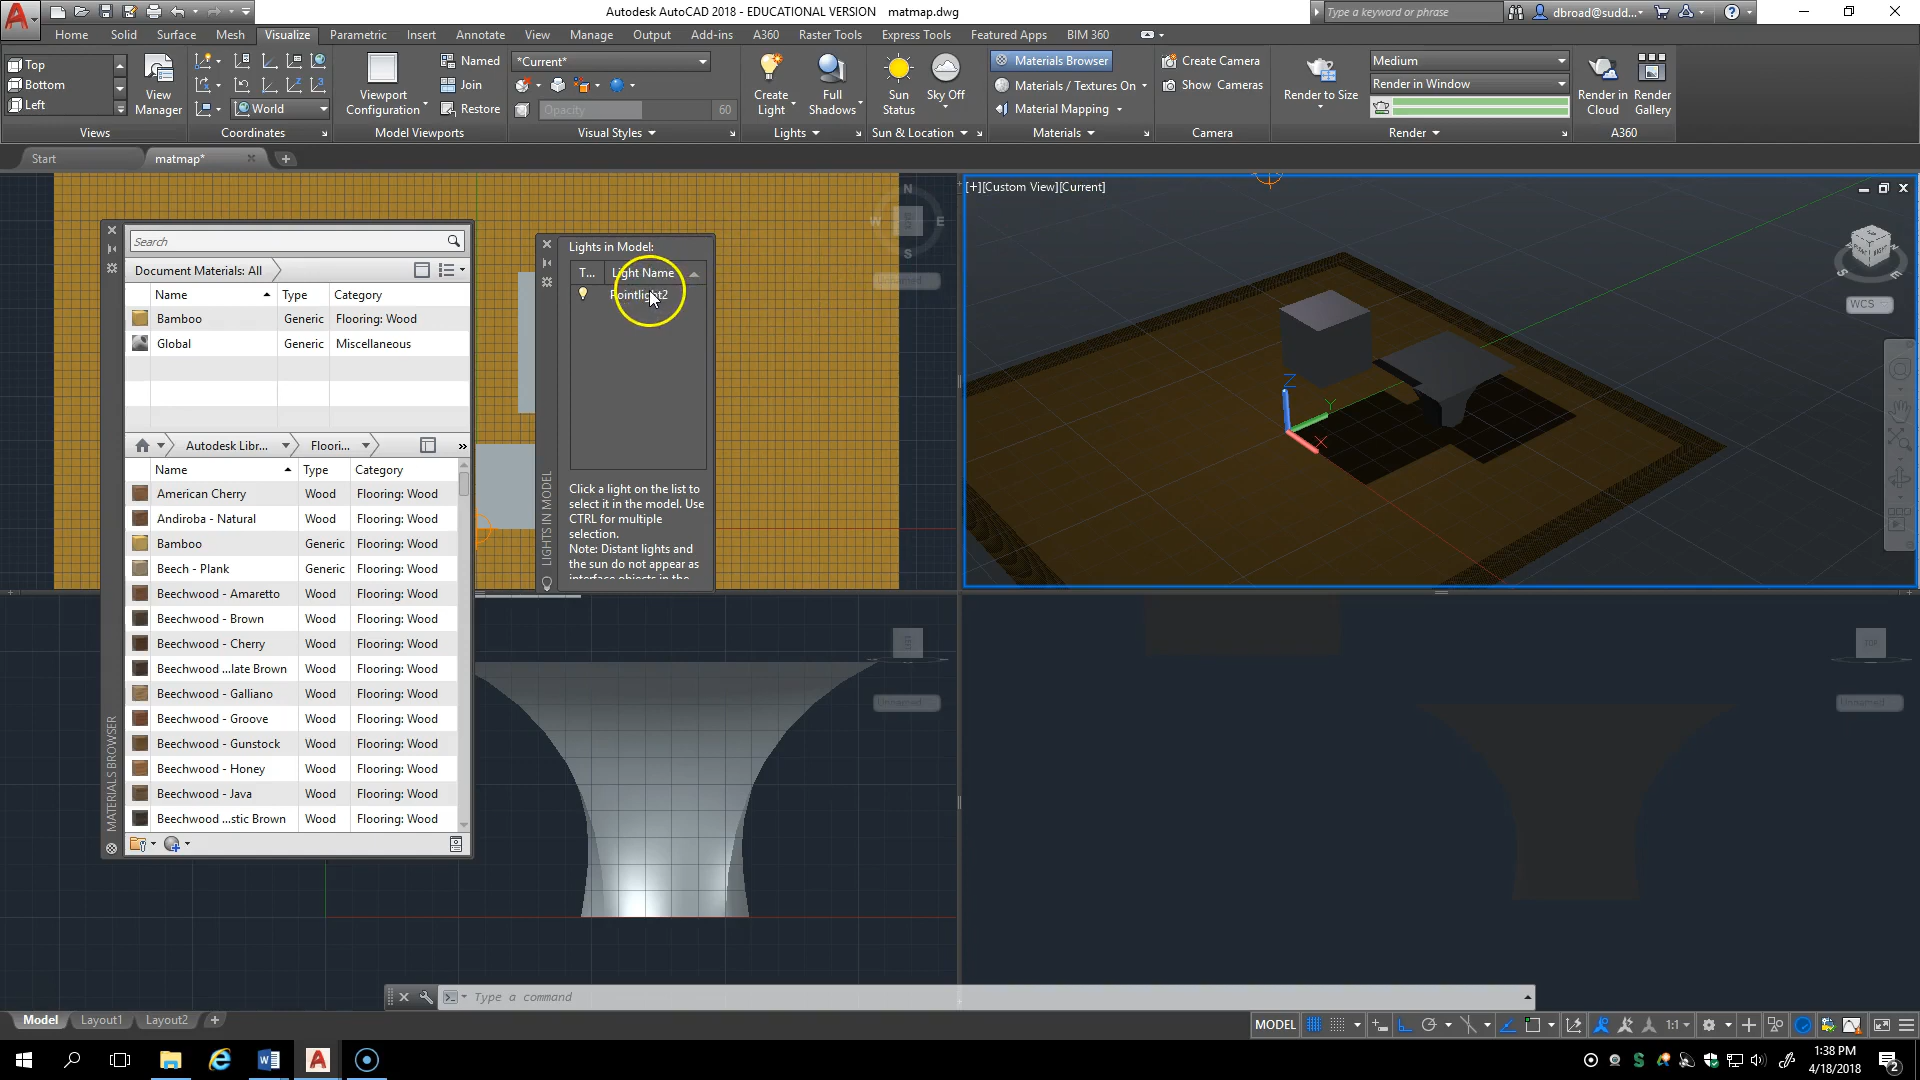 Autodesk AutoCAD 2018 - EDUCATIONAL VERSION    matmap.dwg
Type a keyword or phrase
dbroad@sudd...
Home Solid Surface Mesh Visualize Parametric Insert Annotate View Manage Output Add-ins A360 Raster Tools Express Tools Featured Apps BIM 360
Top
Bottom
Left
View
Manager
World
Viewport
Configuration
Named
Join
Restore
*Current*
Opacity 60
Create
Light
Full
Shadows
Sun
Status
Sky Off
Materials Browser
Materials / Textures On
Material Mapping
Create Camera
Show Cameras
Render to Size
Medium
Render in Window
Render in
Cloud
Render
Gallery
Views Coordinates Model Viewports Visual Styles Lights Sun & Location Materials Camera Render A360
Start matmap*
[+][Custom View][Current]
N
W E
S
Unnamed
WCS
Z
Y
X
Search
Document Materials: All
Name Type Category
Bamboo Generic Flooring: Wood
Global Generic Miscellaneous
Autodesk Libr... Floori... »
Name Type Category
American Cherry Wood Flooring: Wood
Andiroba - Natural Wood Flooring: Wood
Bamboo Generic Flooring: Wood
Beech - Plank Generic Flooring: Wood
Beechwood - Amaretto Wood Flooring: Wood
Beechwood - Brown Wood Flooring: Wood
Beechwood - Cherry Wood Flooring: Wood
Beechwood ...late Brown Wood Flooring: Wood
Beechwood - Galliano Wood Flooring: Wood
Beechwood - Groove Wood Flooring: Wood
Beechwood - Gunstock Wood Flooring: Wood
Beechwood - Honey Wood Flooring: Wood
Beechwood - Java Wood Flooring: Wood
Beechwood ...stic Brown Wood Flooring: Wood
MATERIALS BROWSER
Lights in Model:
T... Light Name
Pointlight2
Click a light on the list to
select it in the model. Use
CTRL for multiple
selection.
Note: Distant lights and
the sun do not appear as
interface objects in the
LIGHTS IN MODEL
Unnamed
TOP
Unnamed
Type a command
Model Layout1 Layout2
MODEL 1:1
1:38 PM
4/18/2018
2